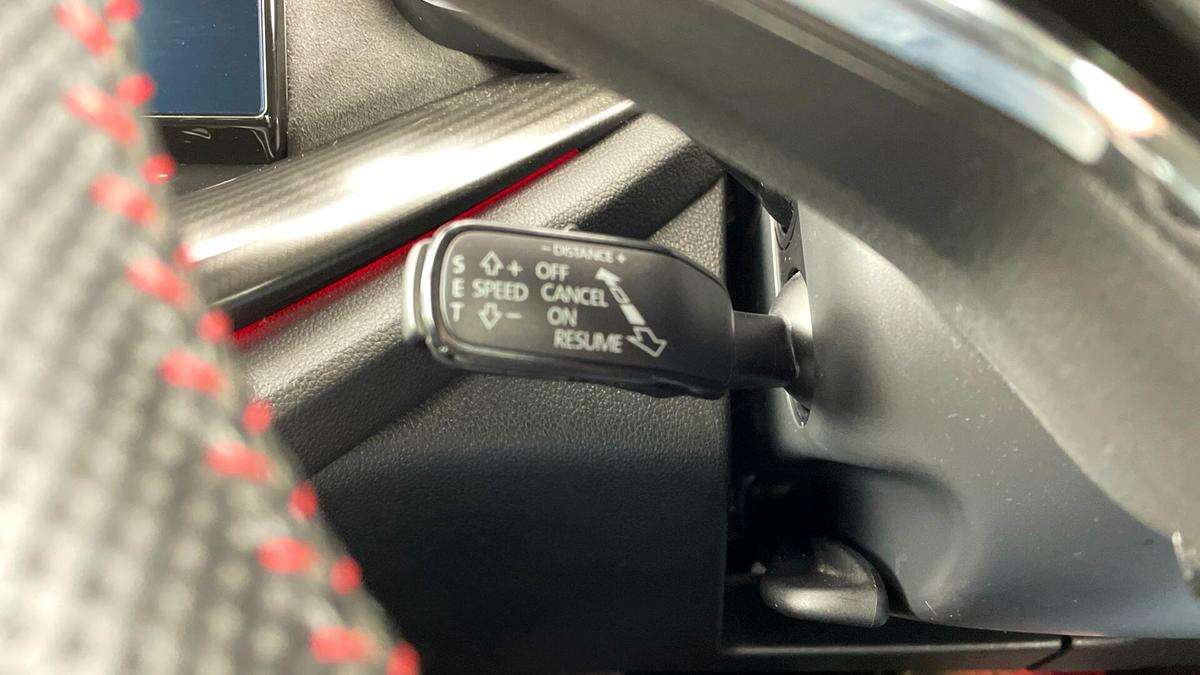 - DISTANCE +
S + OFF
E SPEED CANCEL
T - ON
RESUME